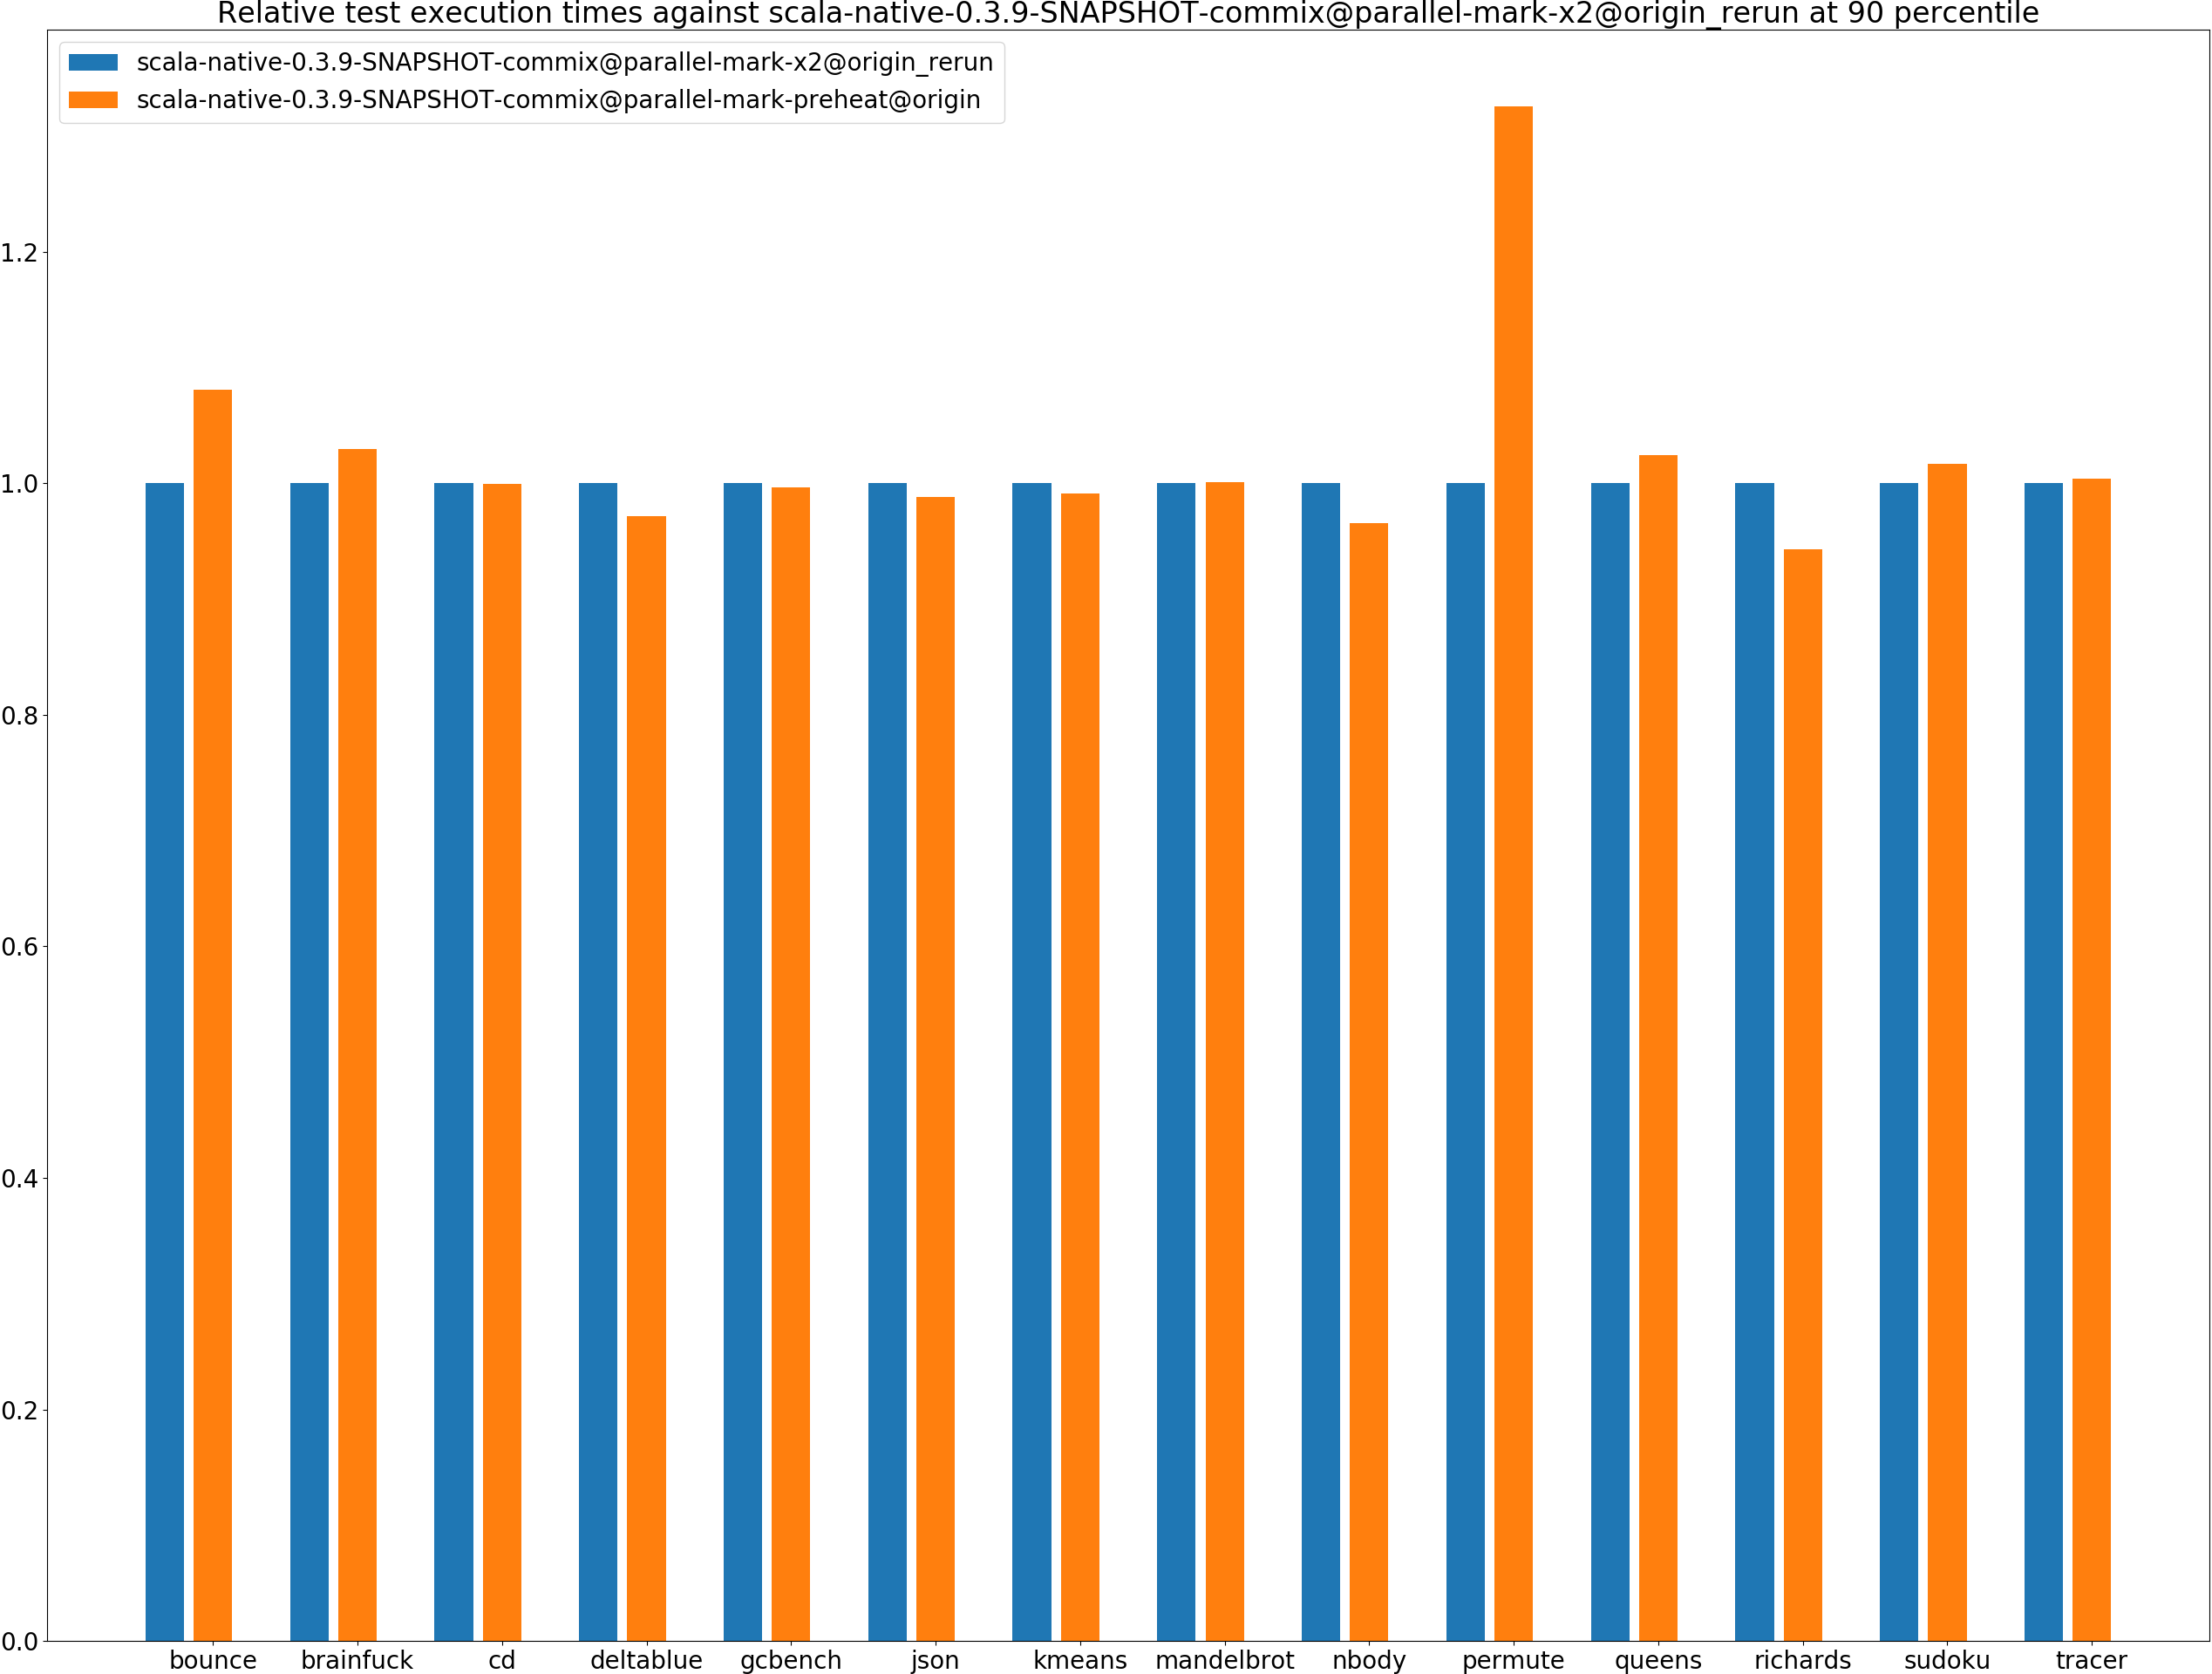 Relative test execution times against scala-native-0.3.9-SNAPSHOT-commix@parallel-mark-x2@origin_rerun at 90 percentile
scala-native-0.3.9-SNAPSHOT-commix@parallel-mark-x2@origin_rerun
scala-native-0.3.9-SNAPSHOT-commix@parallel-mark-preheat@origin
1.2
1.0
0.8
0.6
0.4
0.2
0.0
bounce brainfuck cd deltablue gcbench json kmeans mandelbrot nbody permute queens richards sudoku tracer